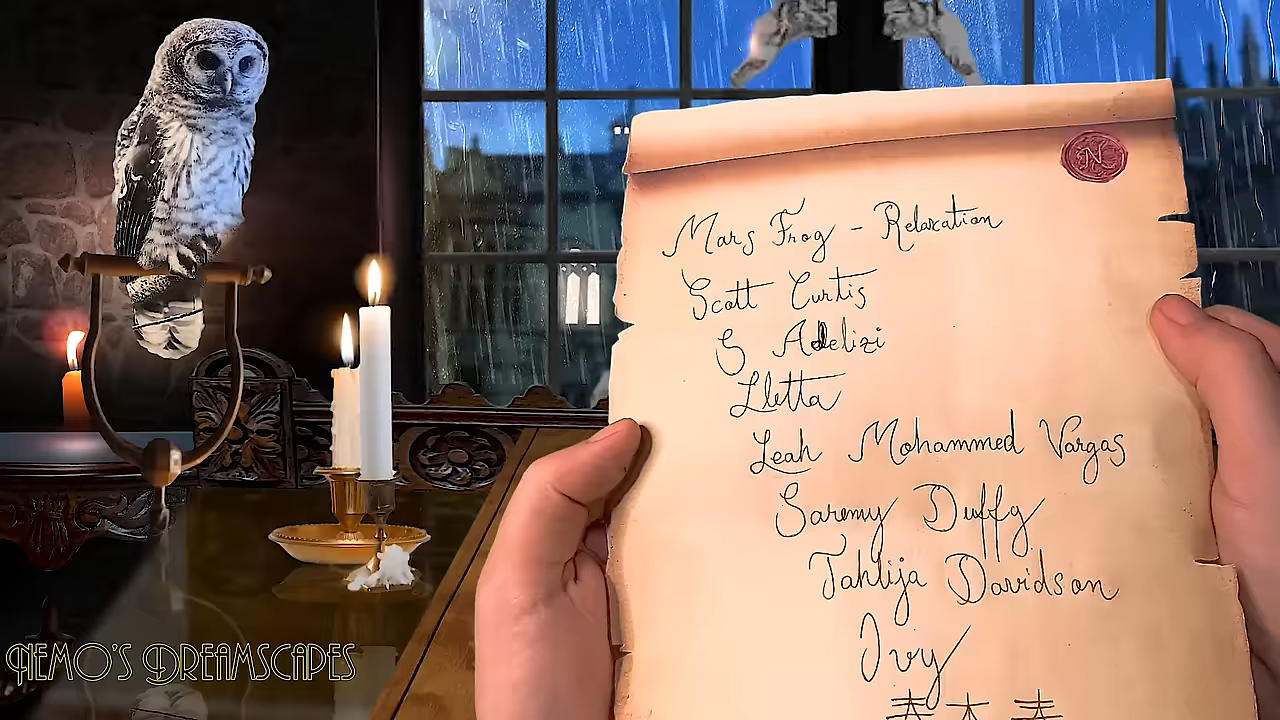 N
Mars Frog - Relaxation
Scott Curtis
S Adelizi
Lletta
Leah Mohammed Vargas
Saremy Duffy
Tahlija Davidson
Ivy
NEMO'S DREAMSCAPES